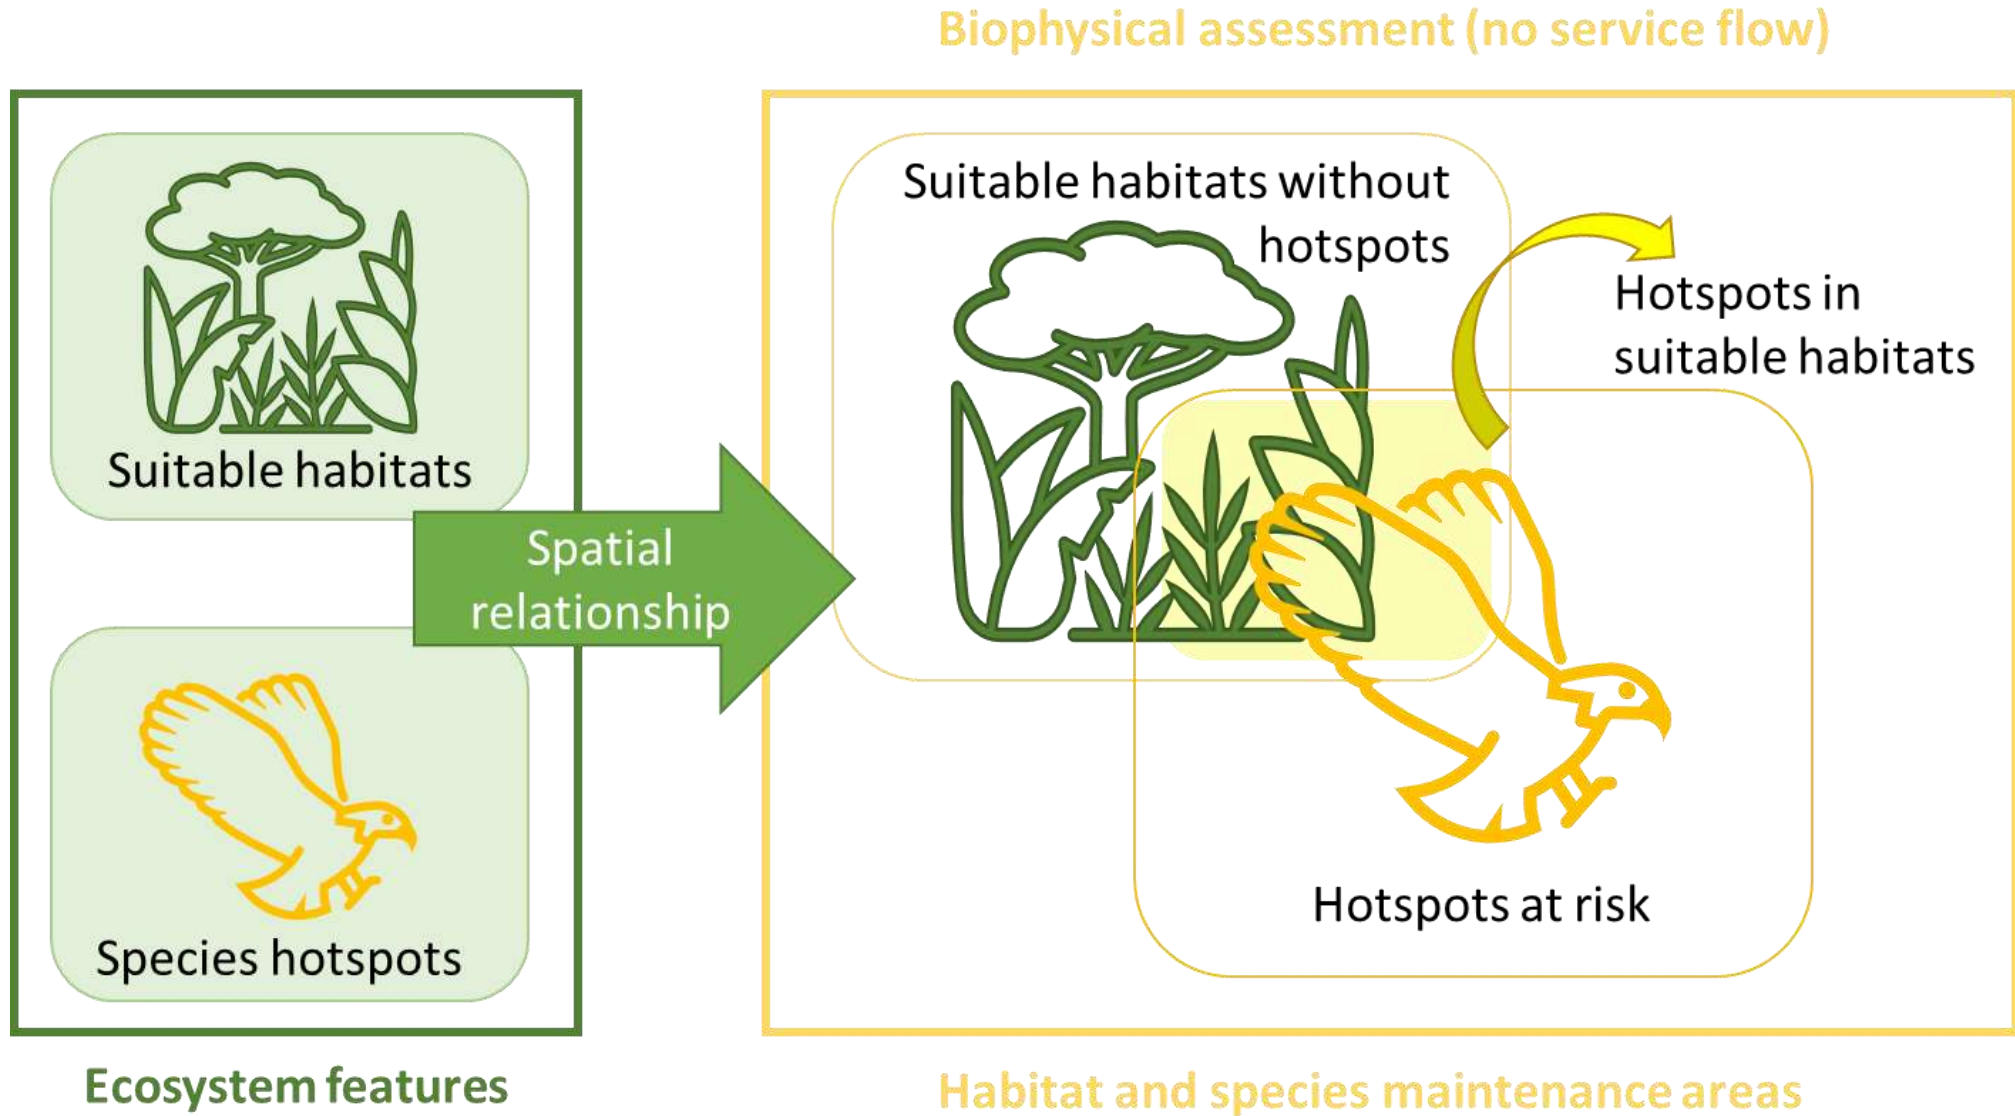 Biophysical assessment (no service flow)
Suitable habitats
Species hotspots
Spatial
relationship
Suitable habitats without
hotspots
Hotspots in
suitable habitats
Hotspots at risk
Ecosystem features
Habitat and species maintenance areas